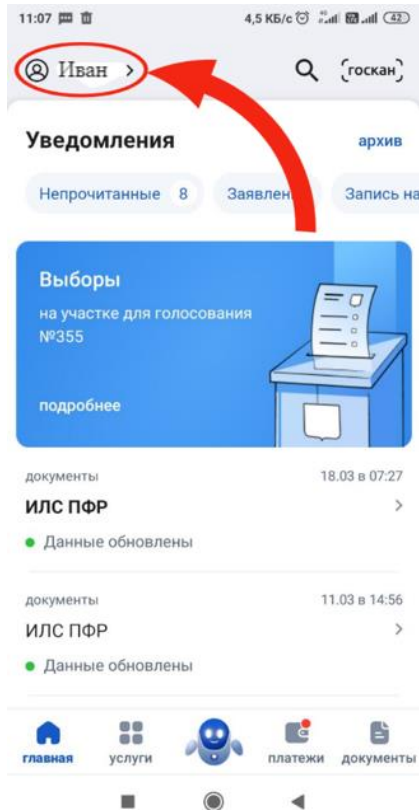 11:07 4,5 КБ/с 42
Иван > госкан
Уведомления архив
Непрочитанные 8 Заявлен Запись на
Выборы
на участке для голосования
№355
подробнее
документы 18.03 в 07:27
ИЛС ПФР
Данные обновлены
документы 11.03 в 14:56
ИЛС ПФР
Данные обновлены
главная услуги платежи документы